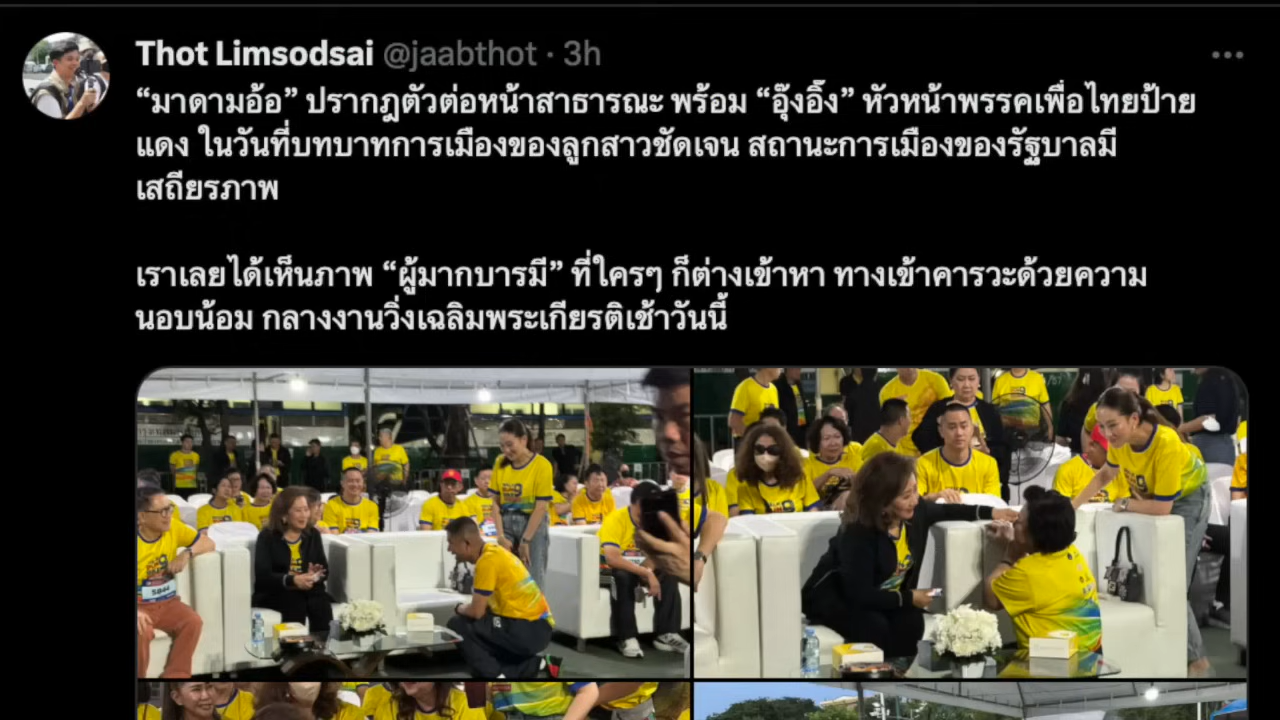 Thot Limsodsai @jaabthot · 3h
“มาดามอ้อ” ปรากฎตัวต่อหน้าสาธารณะ พร้อม “อุ๊งอิ๊ง” หัวหน้าพรรคเพื่อไทยป้าย
แดง ในวันที่บทบาทการเมืองของลูกสาวชัดเจน สถานะการเมืองของรัฐบาลมี
เสถียรภาพ
เราเลยได้เห็นภาพ “ผู้มากบารมี” ที่ใครๆ ก็ต่างเข้าหา ทางเข้าคารวะด้วยความ
นอบน้อม กลางงานวิ่งเฉลิมพระเกียรติเช้าวันนี้